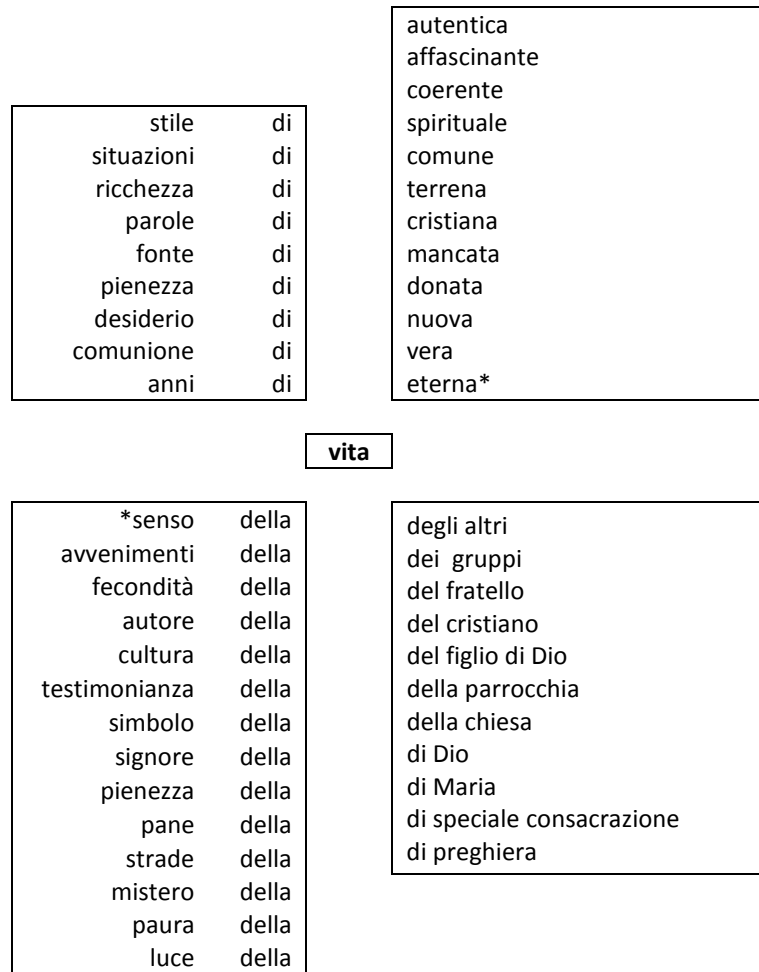 autentica
affascinante
coerente
stile di
situazioni di
ricchezza di
parole di
fonte di
pienezza di
desiderio di
comunione di
anni di
spirituale
comune
terrena
cristiana
mancata
donata
nuova
vera
eterna*
vita
*senso della
avvenimenti della
fecondità della
autore della
cultura della
testimonianza della
simbolo della
signore della
pienezza della
pane della
strade della
mistero della
paura della
luce della
degli altri
dei gruppi
del fratello
del cristiano
del figlio di Dio
della parrocchia
della chiesa
di Dio
di Maria
di speciale consacrazione
di preghiera